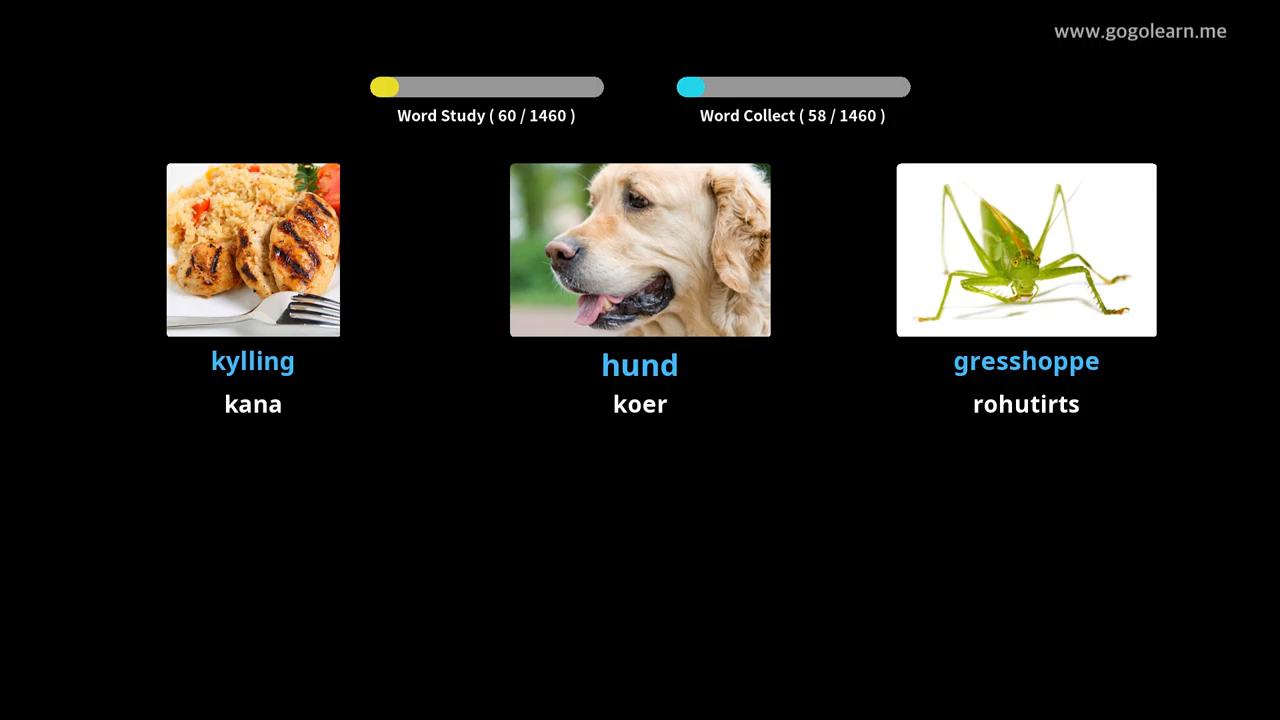 www.gogolearn.me
Word Study ( 60 / 1460 )
Word Collect ( 58 / 1460 )
kylling
hund
gresshoppe
kana
koer
rohutirts